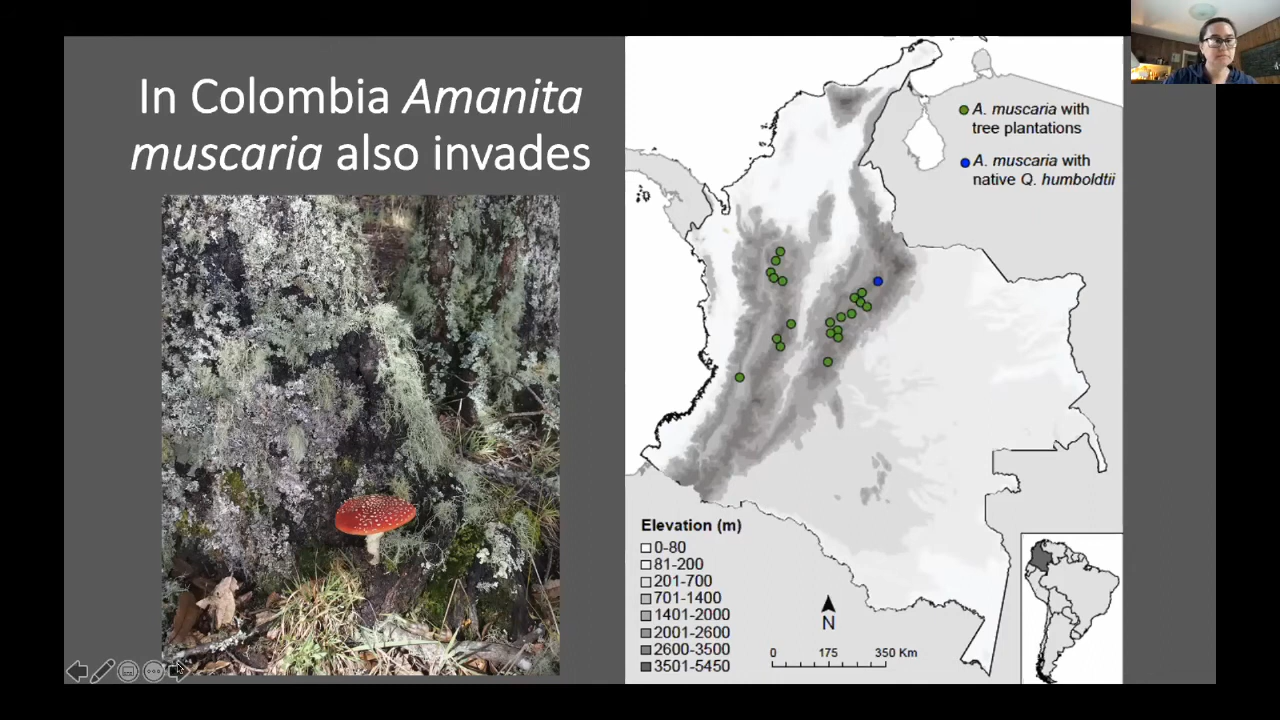 In Colombia Amanita
muscaria also invades
A. muscaria with
tree plantations
A. muscaria with
native Q. humboldtii
Elevation (m)
0-80
81-200
201-700
701-1400
1401-2000
2001-2600
2600-3500
3501-5450
N
0 175 350 Km